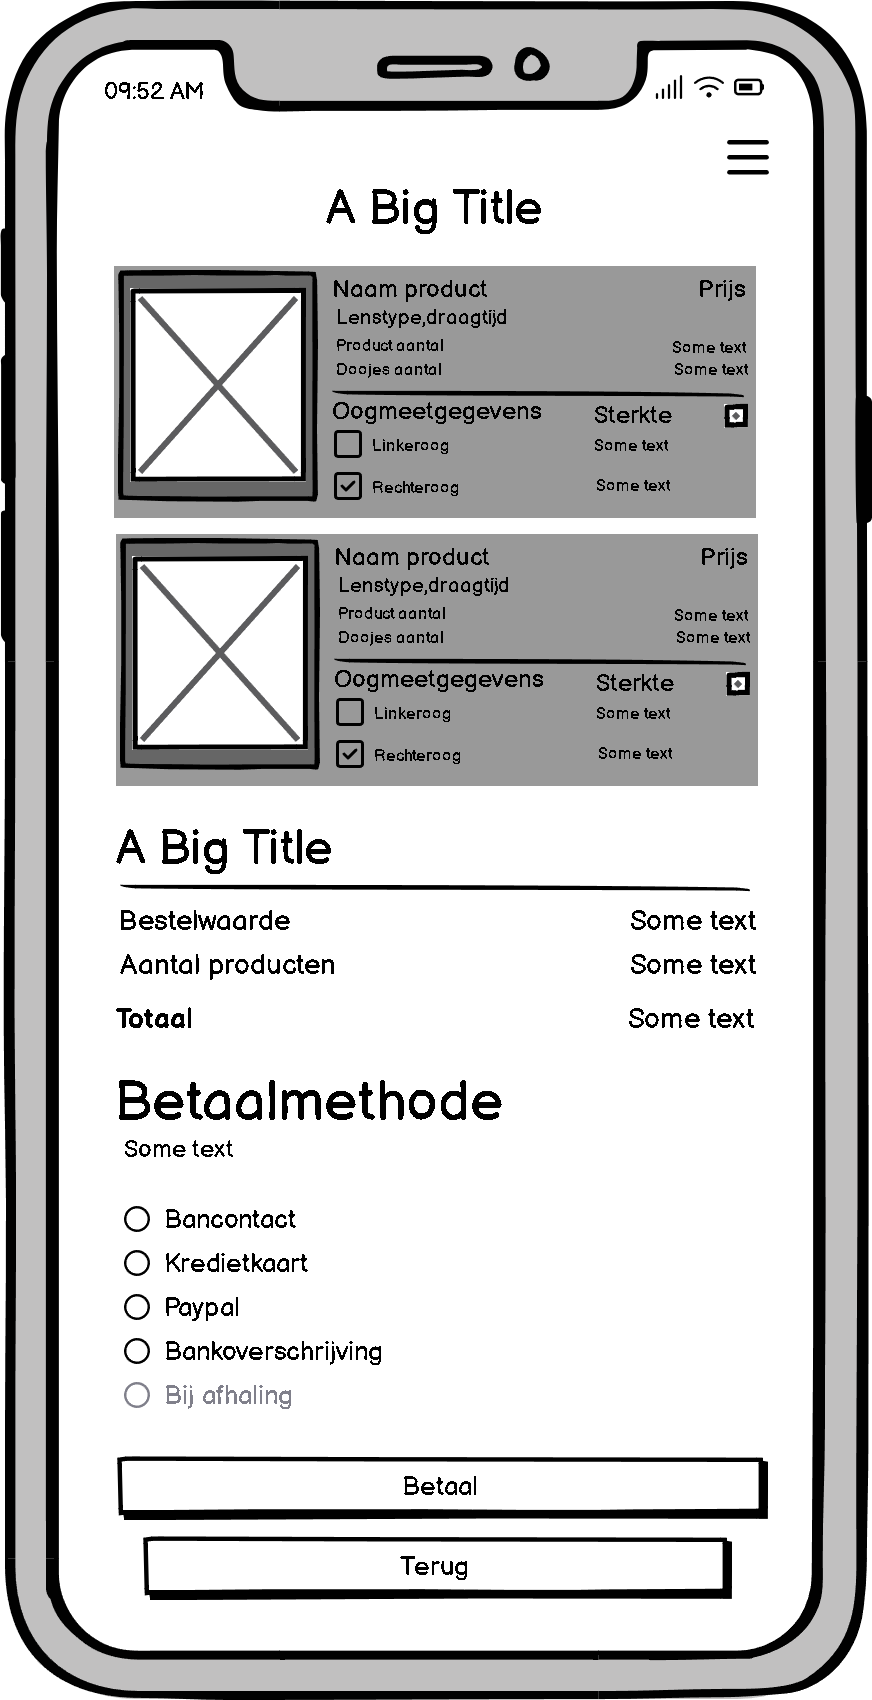 09:52 AM
A Big Title
Naam product Prijs
Lenstype,draagtijd
Product aantal Some text
Doojes aantal Some text
Oogmeetgegevens Sterkte
Linkeroog Some text
Rechteroog Some text
Naam product Prijs
Lenstype,draagtijd
Product aantal Some text
Doojes aantal Some text
Oogmeetgegevens Sterkte
Linkeroog Some text
Rechteroog Some text
A Big Title
Bestelwaarde Some text
Aantal producten Some text
Totaal Some text
Betaalmethode
Some text
Bancontact
Kredietkaart
Paypal
Bankoverschrijving
Bij afhaling
Betaal
Terug